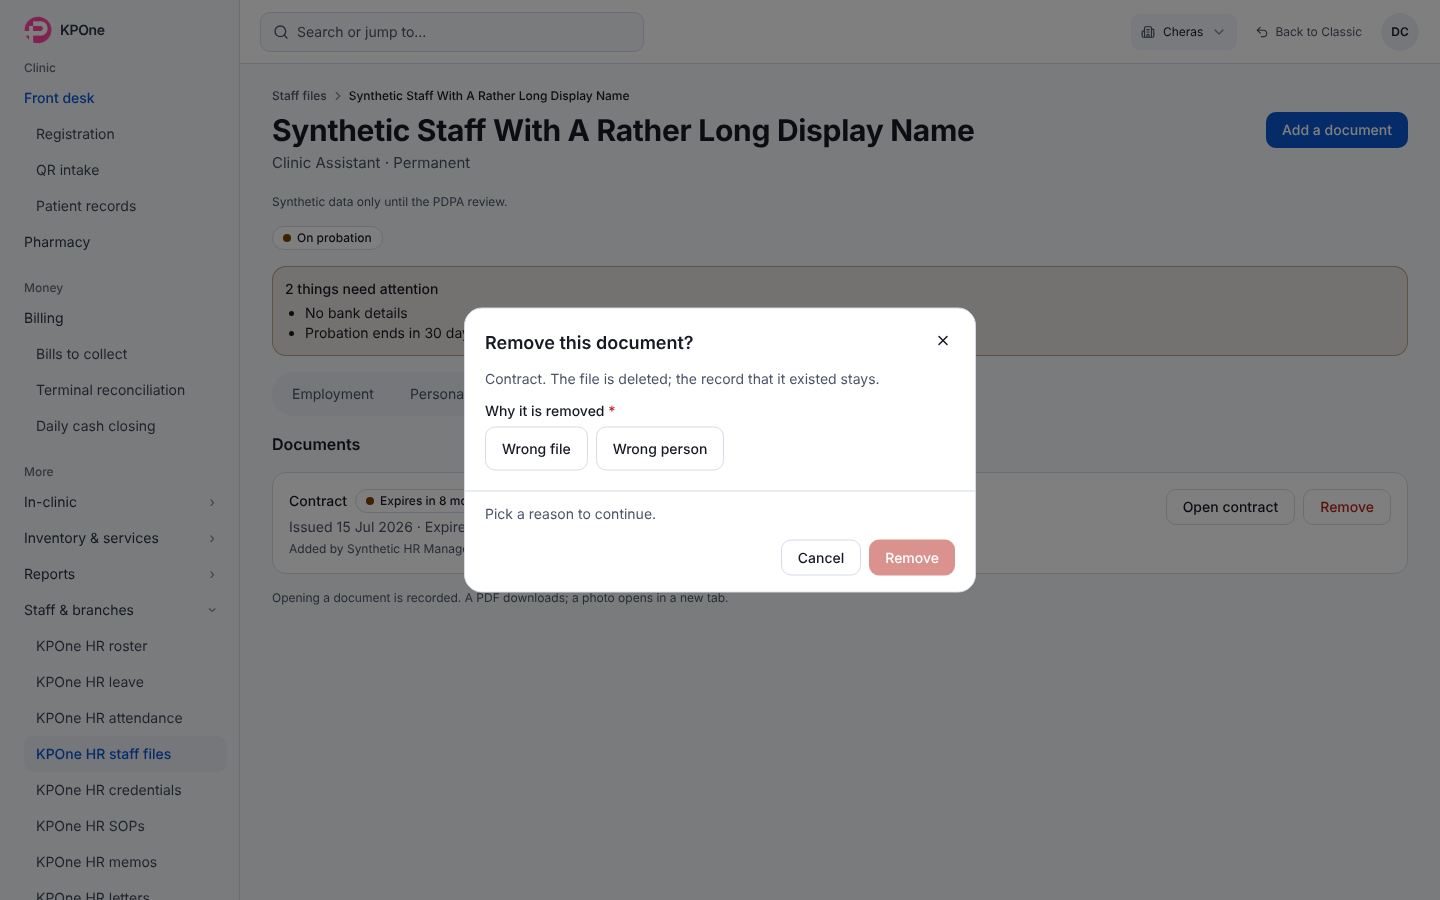 KPOne
Search or jump to...
Cheras
Back to Classic
DC
Clinic
Front desk
Registration
QR intake
Patient records
Pharmacy
Money
Billing
Bills to collect
Terminal reconciliation
Daily cash closing
More
In-clinic
Inventory & services
Reports
Staff & branches
KPOne HR roster
KPOne HR leave
KPOne HR attendance
KPOne HR staff files
KPOne HR credentials
KPOne HR SOPs
KPOne HR memos
KPOne HR letters
Staff files > Synthetic Staff With A Rather Long Display Name
Synthetic Staff With A Rather Long Display Name
Add a document
Clinic Assistant · Permanent
Synthetic data only until the PDPA review.
On probation
2 things need attention
• No bank details
• Probation ends in 30
Employment
Documents
Contract
Expires in 8
Issued 15 Jul 2026 ·
Added by Synthetic HR
Open contract
Remove
Opening a document is recorded. A PDF downloads; a photo opens in a new tab.
Remove this document?
Contract. The file is deleted; the record that it existed stays.
Why it is removed *
Wrong file
Wrong person
Pick a reason to continue.
Cancel
Remove